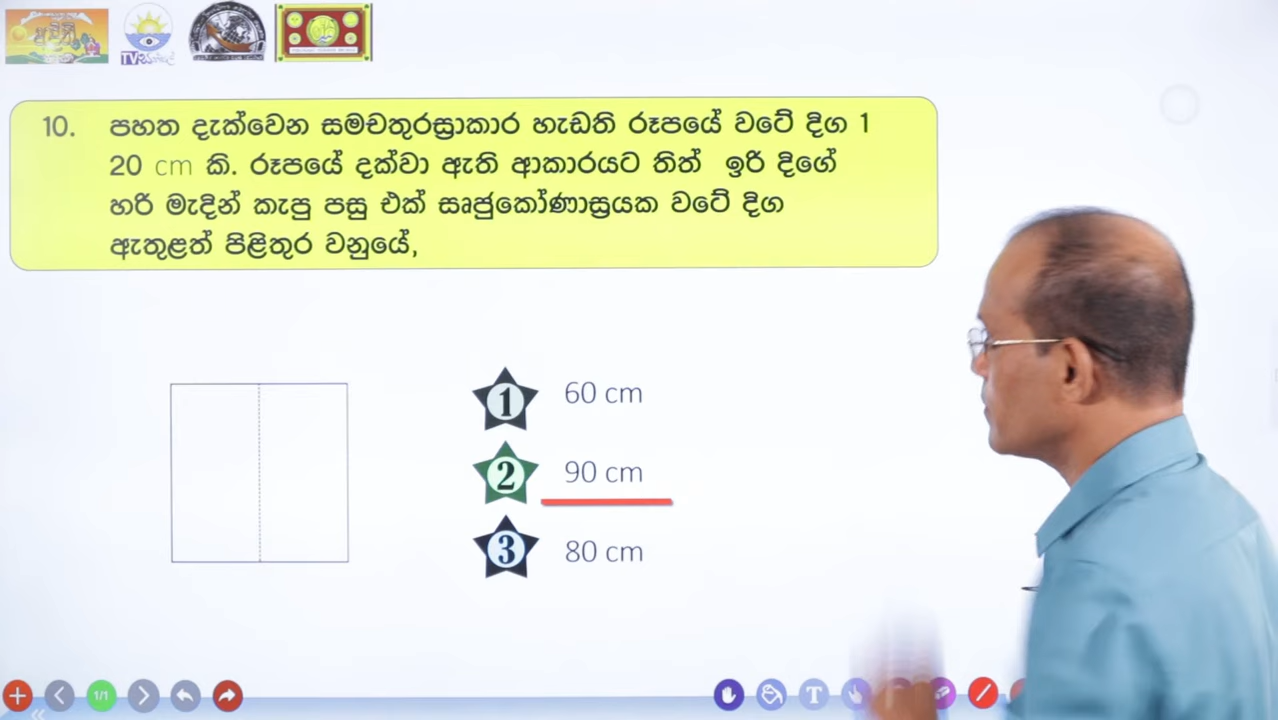 TV
10. පහත දැක්වෙන සමචතුරස්‍රාකාර හැඩති රූපයේ වටේ දිග 1
20 cm කි. රූපයේ දක්වා ඇති ආකාරයට තිත් ඉරි දිගේ
හරි මැදින් කැපු පසු එක් සෘජුකෝණාස්‍රයක වටේ දිග
ඇතුළත් පිළිතුර වනුයේ,
1 60 cm
2 90 cm
3 80 cm
1/1
T